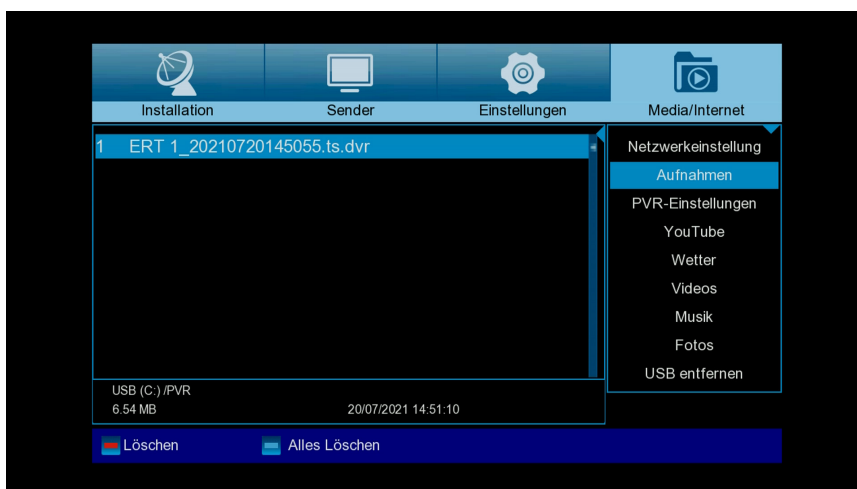 Installation
Sender
Einstellungen
Media/Internet
1 ERT 1_20210720145055.ts.dvr
Netzwerkeinstellung
Aufnahmen
PVR-Einstellungen
YouTube
Wetter
Videos
Musik
Fotos
USB entfernen
USB (C:) /PVR
6.54 MB 20/07/2021 14:51:10
Löschen Alles Löschen